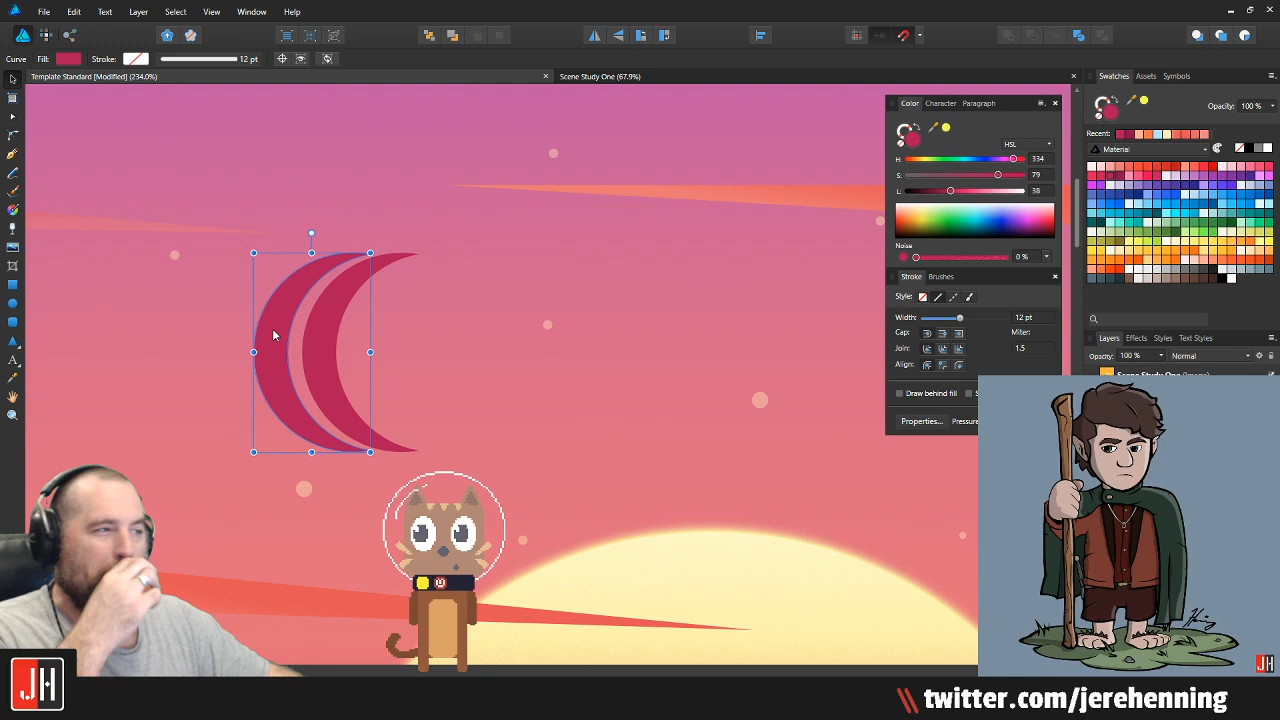 File Edit Text Layer Select View Window Help
Curve Fill: Stroke: 12 pt
Template Standard [Modified] (234.0%) Scene Study One (67.9%)
Color Character Paragraph
HSL
H: 334
S: 79
L: 38
Noise
0 %
Stroke Brushes
Style:
Width: 12 pt
Cap: Miter:
Join: 1.5
Align:
Draw behind fill S
Properties... Pressure
Swatches Assets Symbols
Opacity: 100 %
Recent:
Material
Layers Effects Styles Text Styles
Opacity: 100 % Normal
JH
JH
\\ twitter.com/jerehenning